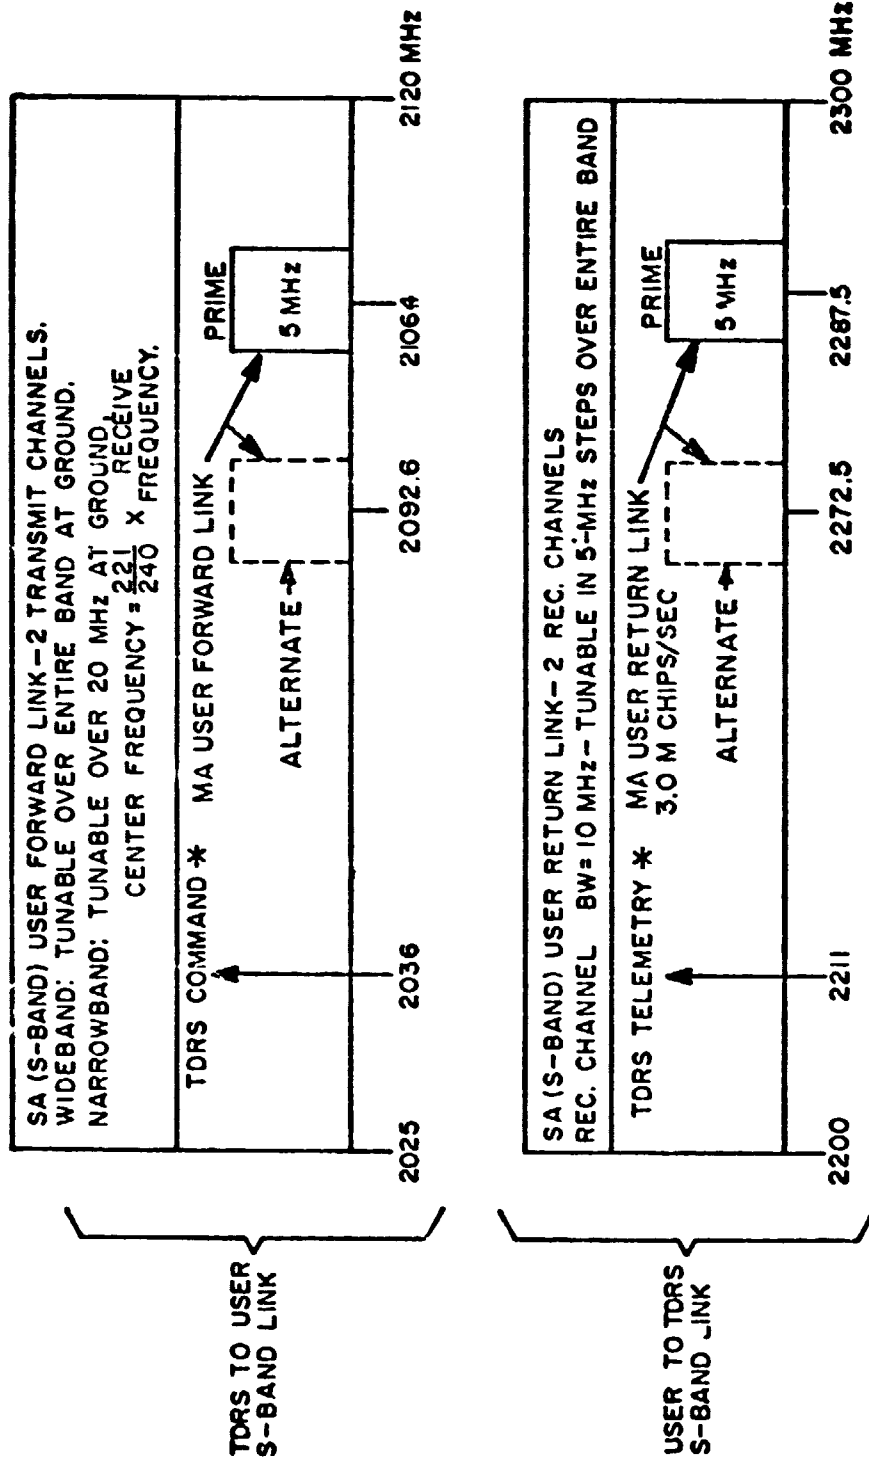 TDRS TO USER
S-BAND LINK
SA (S-BAND) USER FORWARD LINK-2 TRANSMIT CHANNELS.
WIDEBAND: TUNABLE OVER ENTIRE BAND AT GROUND.
NARROWBAND: TUNABLE OVER 20 MHz AT GROUND,
CENTER FREQUENCY = 221/240 X RECEIVE FREQUENCY.
TDRS COMMAND *
MA USER FORWARD LINK
PRIME
5 MHz
ALTERNATE
2025
2036
2092.6
21064
2120 MHz
USER TO TDRS
S-BAND LINK
SA (S-BAND) USER RETURN LINK-2 REC. CHANNELS
REC. CHANNEL BW= 10 MHz-TUNABLE IN 5-MHz STEPS OVER ENTIRE BAND
TDRS TELEMETRY *
MA USER RETURN LINK
3.0 M CHIPS/SEC
PRIME
5 MHz
ALTERNATE
2200
2211
2272.5
2287.5
2300 MHz